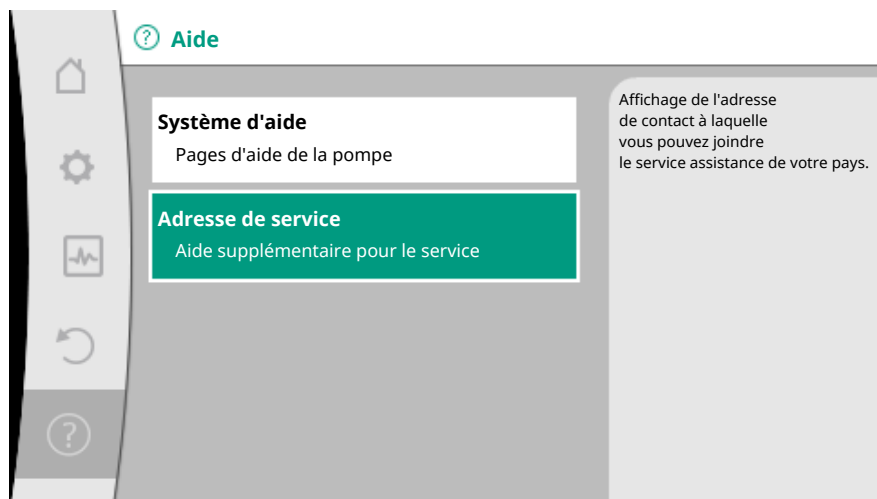 Aide
Système d'aide
Pages d'aide de la pompe
Adresse de service
Aide supplémentaire pour le service
Affichage de l'adresse
de contact à laquelle
vous pouvez joindre
le service assistance de votre pays.